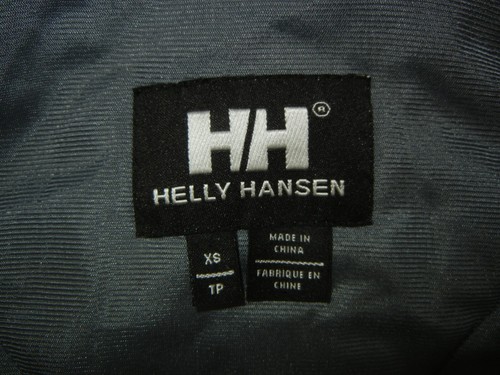 HH®
HELLY HANSEN
XS
TP
MADE IN
CHINA
FABRIQUE EN
CHINE